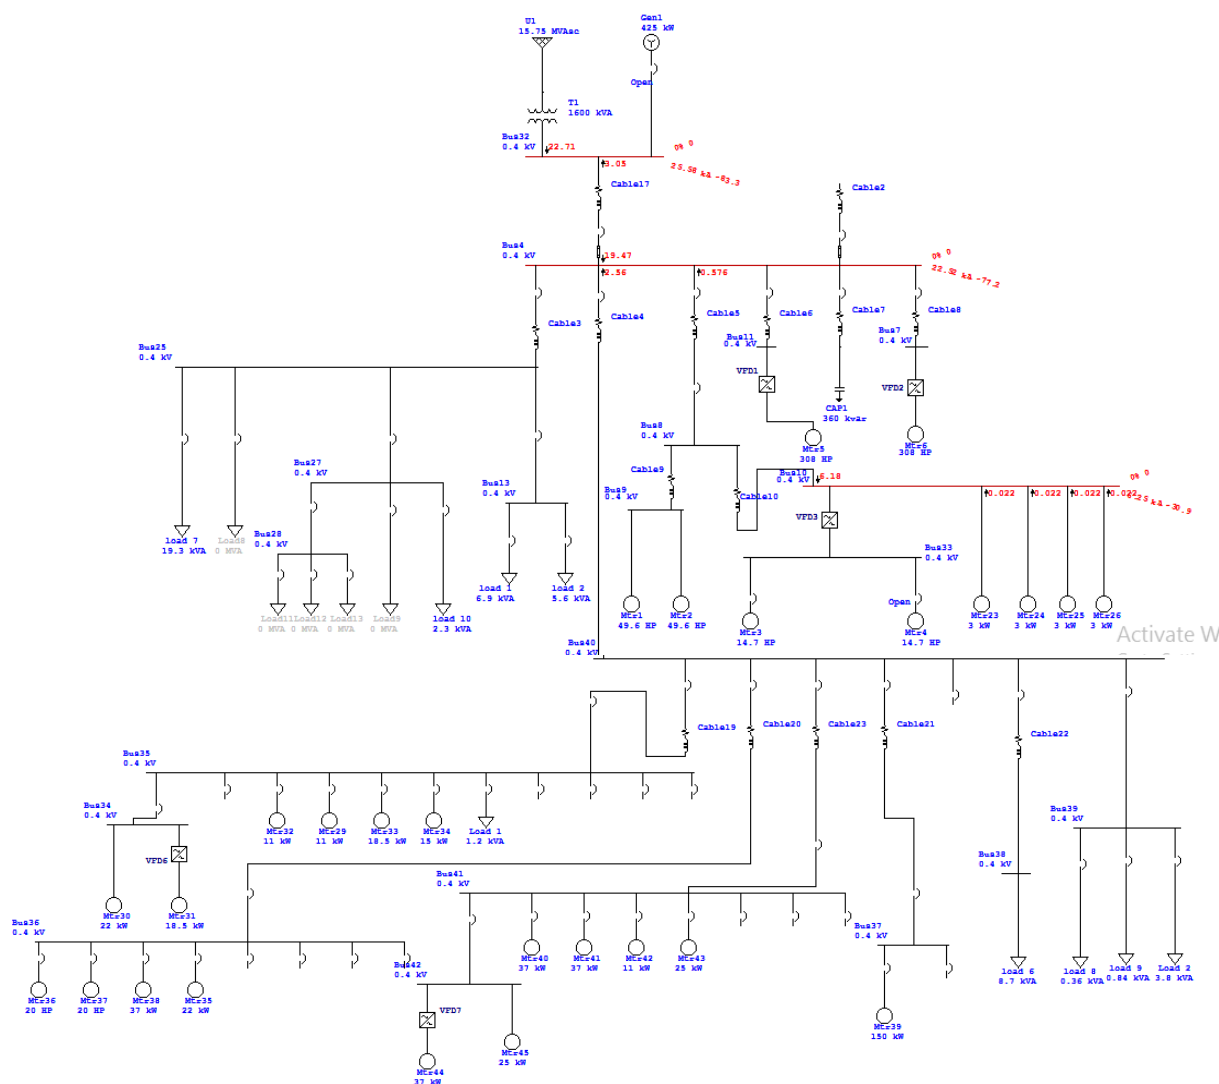 U1
15.75 MVAsc
Gen1
425 kW
Open
T1
1600 kVA
Bus32
0.4 kV
22.71
0% 0
3.05
25.58 kA -83.3
Cable17
Cable2
Bus4
0.4 kV
19.47
0% 0
2.56
0.576
22.52 kA -77.2
Cable3
Cable4
Cable5
Cable6
Cable7
Cable8
Bus11
0.4 kV
Bus7
0.4 kV
Bus25
0.4 kV
VFD1
VFD2
CAP1
360 kvar
Mtr5
308 HP
Mtr6
308 HP
Bus8
0.4 kV
Bus27
0.4 kV
Cable9
Bus10
0.4 kV
6.18
0% 0
Bus13
0.4 kV
Bus9
0.4 kV
Cable10
0.022
0.022
0.022
0.022
kA -30.9
VFD3
load 7
19.3 kVA
Load8
0 MVA
Bus28
0.4 kV
Bus33
0.4 kV
load 1
6.9 kVA
load 2
5.6 kVA
Open
Load11
0 MVA
Load12
0 MVA
Load13
0 MVA
Load9
0 MVA
load 10
2.3 kVA
Mtr1
49.6 HP
Mtr2
49.6 HP
Mtr3
14.7 HP
Mtr4
14.7 HP
Mtr23
3 kW
Mtr24
3 kW
Mtr25
3 kW
Mtr26
3 kW
Activate W
Bus40
0.4 kV
Cable19
Cable20
Cable23
Cable21
Cable22
Bus35
0.4 kV
Bus34
0.4 kV
Mtr32
11 kW
Mtr29
11 kW
Mtr33
18.5 kW
Mtr34
15 kW
Load 1
1.2 kVA
Bus39
0.4 kV
VFD6
Bus38
0.4 kV
Bus41
0.4 kV
Mtr30
22 kW
Mtr31
18.5 kW
Bus36
0.4 kV
Bus37
0.4 kV
Mtr40
37 kW
Mtr41
37 kW
Mtr42
11 kW
Mtr43
25 kW
Bus42
0.4 kV
load 6
8.7 kVA
load 8
0.36 kVA
load 9
0.84 kVA
Load 2
3.8 kVA
Mtr36
20 HP
Mtr37
20 HP
Mtr38
37 kW
Mtr35
22 kW
VFD7
Mtr39
150 kW
Mtr45
25 kW
Mtr44
37 kW